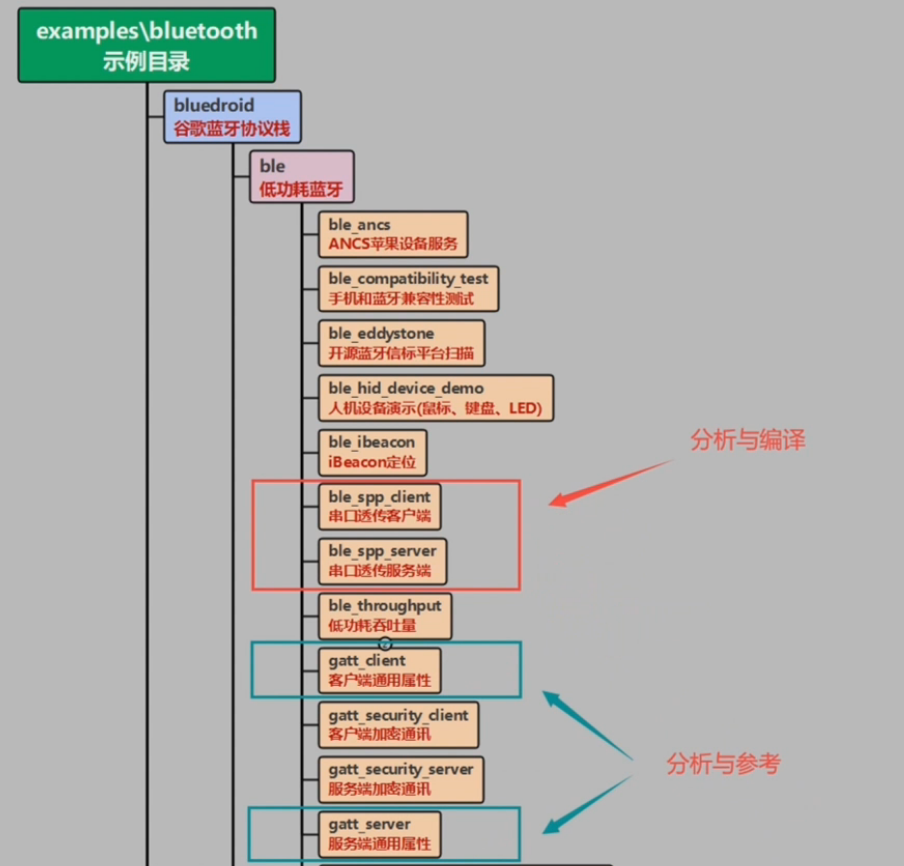 examples\bluetooth
示例目录
bluedroid
谷歌蓝牙协议栈
ble
低功耗蓝牙
ble_ancs
ANCS苹果设备服务
ble_compatibility_test
手机和蓝牙兼容性测试
ble_eddystone
开源蓝牙信标平台扫描
ble_hid_device_demo
人机设备演示(鼠标、键盘、LED)
ble_ibeacon
iBeacon定位
分析与编译
ble_spp_client
串口透传客户端
ble_spp_server
串口透传服务端
ble_throughput
低功耗吞吐量
gatt_client
客户端通用属性
gatt_security_client
客户端加密通讯
分析与参考
gatt_security_server
服务端加密通讯
gatt_server
服务端通用属性